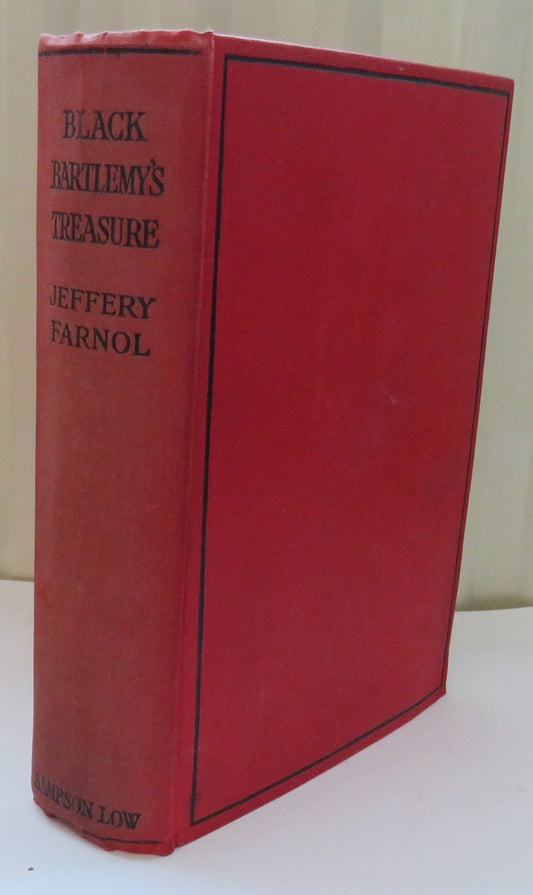 BLACK
BARTLEMY'S
TREASURE
JEFFERY
FARNOL
SAMPSON LOW